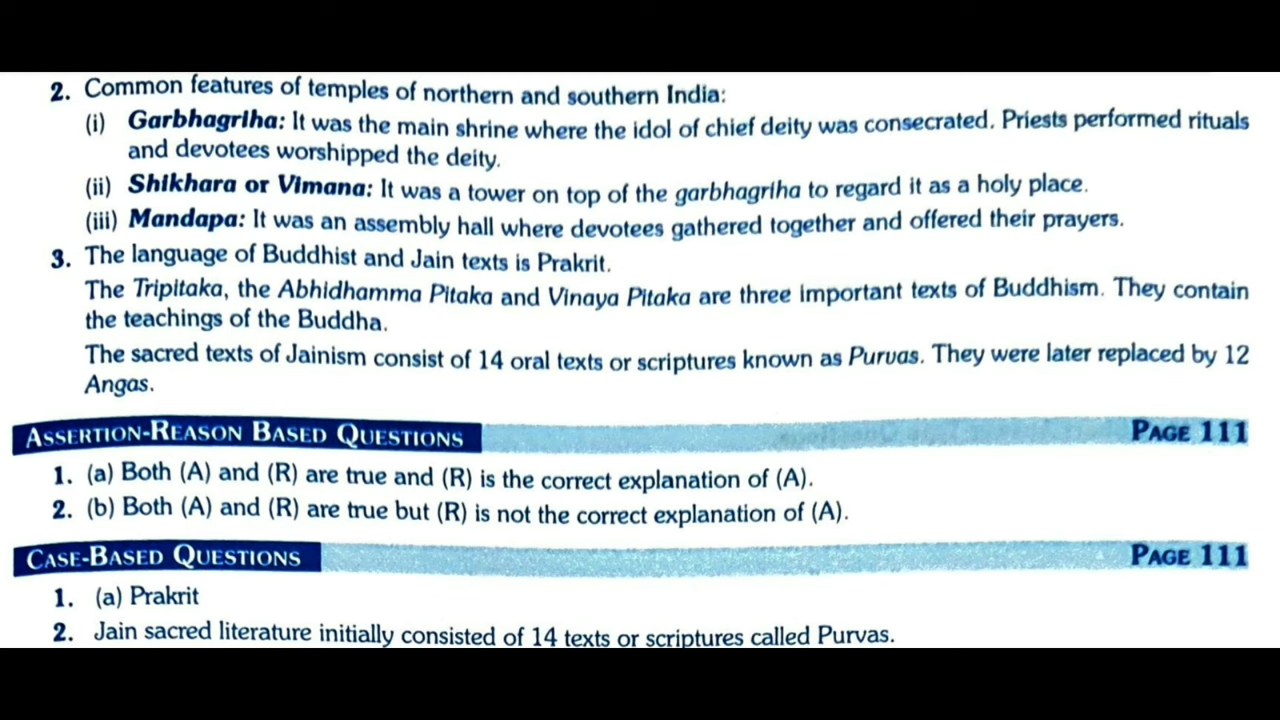 2. Common features of temples of northern and southern India:
(i) Garbhagriha: It was the main shrine where the idol of chief deity was consecrated. Priests performed rituals
and devotees worshipped the deity.
(ii) Shikhara or Vimana: It was a tower on top of the garbhagriha to regard it as a holy place.
(iii) Mandapa: It was an assembly hall where devotees gathered together and offered their prayers.
3. The language of Buddhist and Jain texts is Prakrit.
The Tripitaka, the Abhidhamma Pitaka and Vinaya Pitaka are three important texts of Buddhism. They contain
the teachings of the Buddha.
The sacred texts of Jainism consist of 14 oral texts or scriptures known as Purvas. They were later replaced by 12
Angas.
ASSERTION-REASON BASED QUESTIONS PAGE 111
1. (a) Both (A) and (R) are true and (R) is the correct explanation of (A).
2. (b) Both (A) and (R) are true but (R) is not the correct explanation of (A).
CASE-BASED QUESTIONS PAGE 111
1. (a) Prakrit
2. Jain sacred literature initially consisted of 14 texts or scriptures called Purvas.